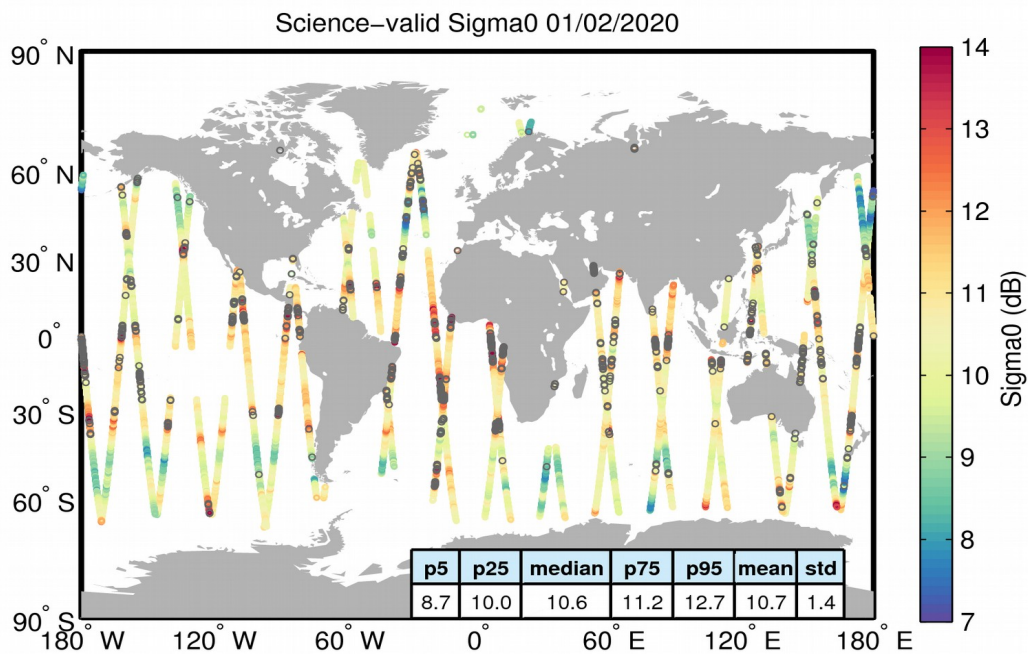 Science–valid Sigma0 01/02/2020
90° N
60° N
30° N
0°
30° S
60° S
90° S
180° W
120° W
60° W
0°
60° E
120° E
180° E
14
13
12
11
10
9
8
7
Sigma0 (dB)
p5 p25 median p75 p95 mean std
8.7 10.0 10.6 11.2 12.7 10.7 1.4